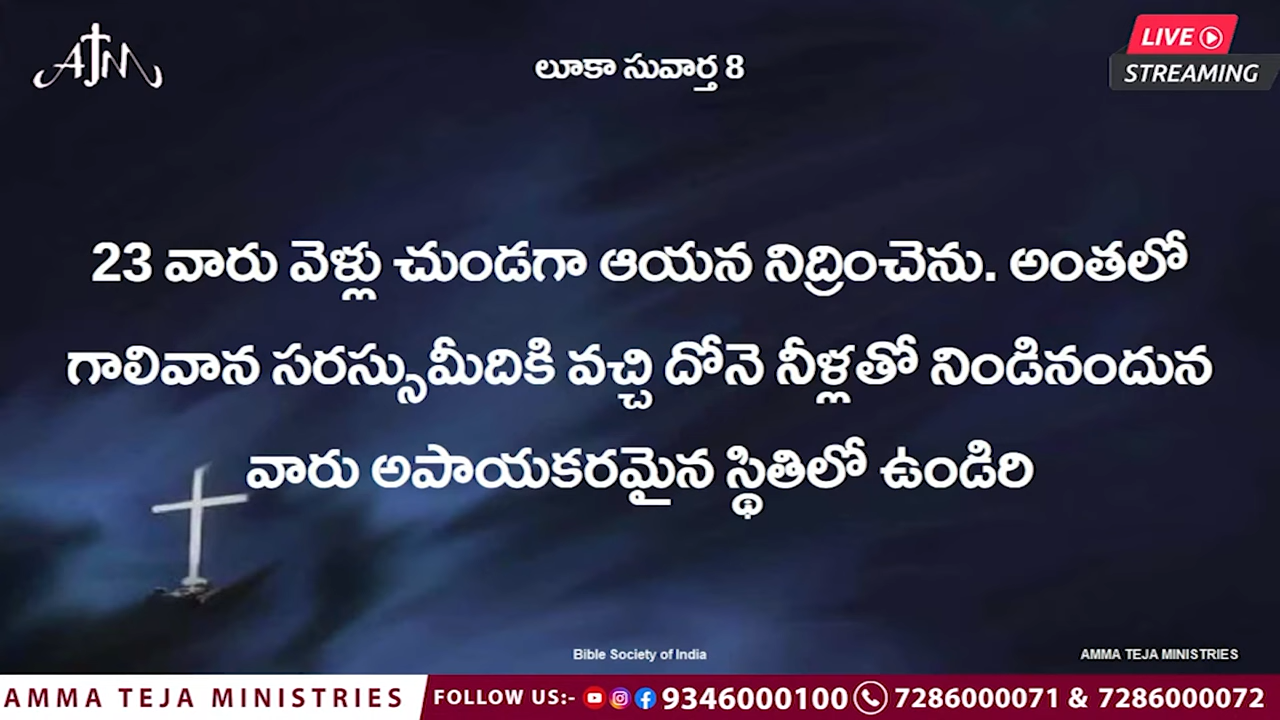 AJM
లూకా సువార్త 8
LIVE
STREAMING
23 వారు వెళ్లు చుండగా ఆయన నిద్రించెను. అంతలో
గాలివాన సరస్సుమీదికి వచ్చి దోనె నీళ్లతో నిండినందున
వారు అపాయకరమైన స్థితిలో ఉండిరి
Bible Society of India
AMMA TEJA MINISTRIES
AMMA TEJA MINISTRIES
FOLLOW US:- 9346000100 7286000071 & 7286000072